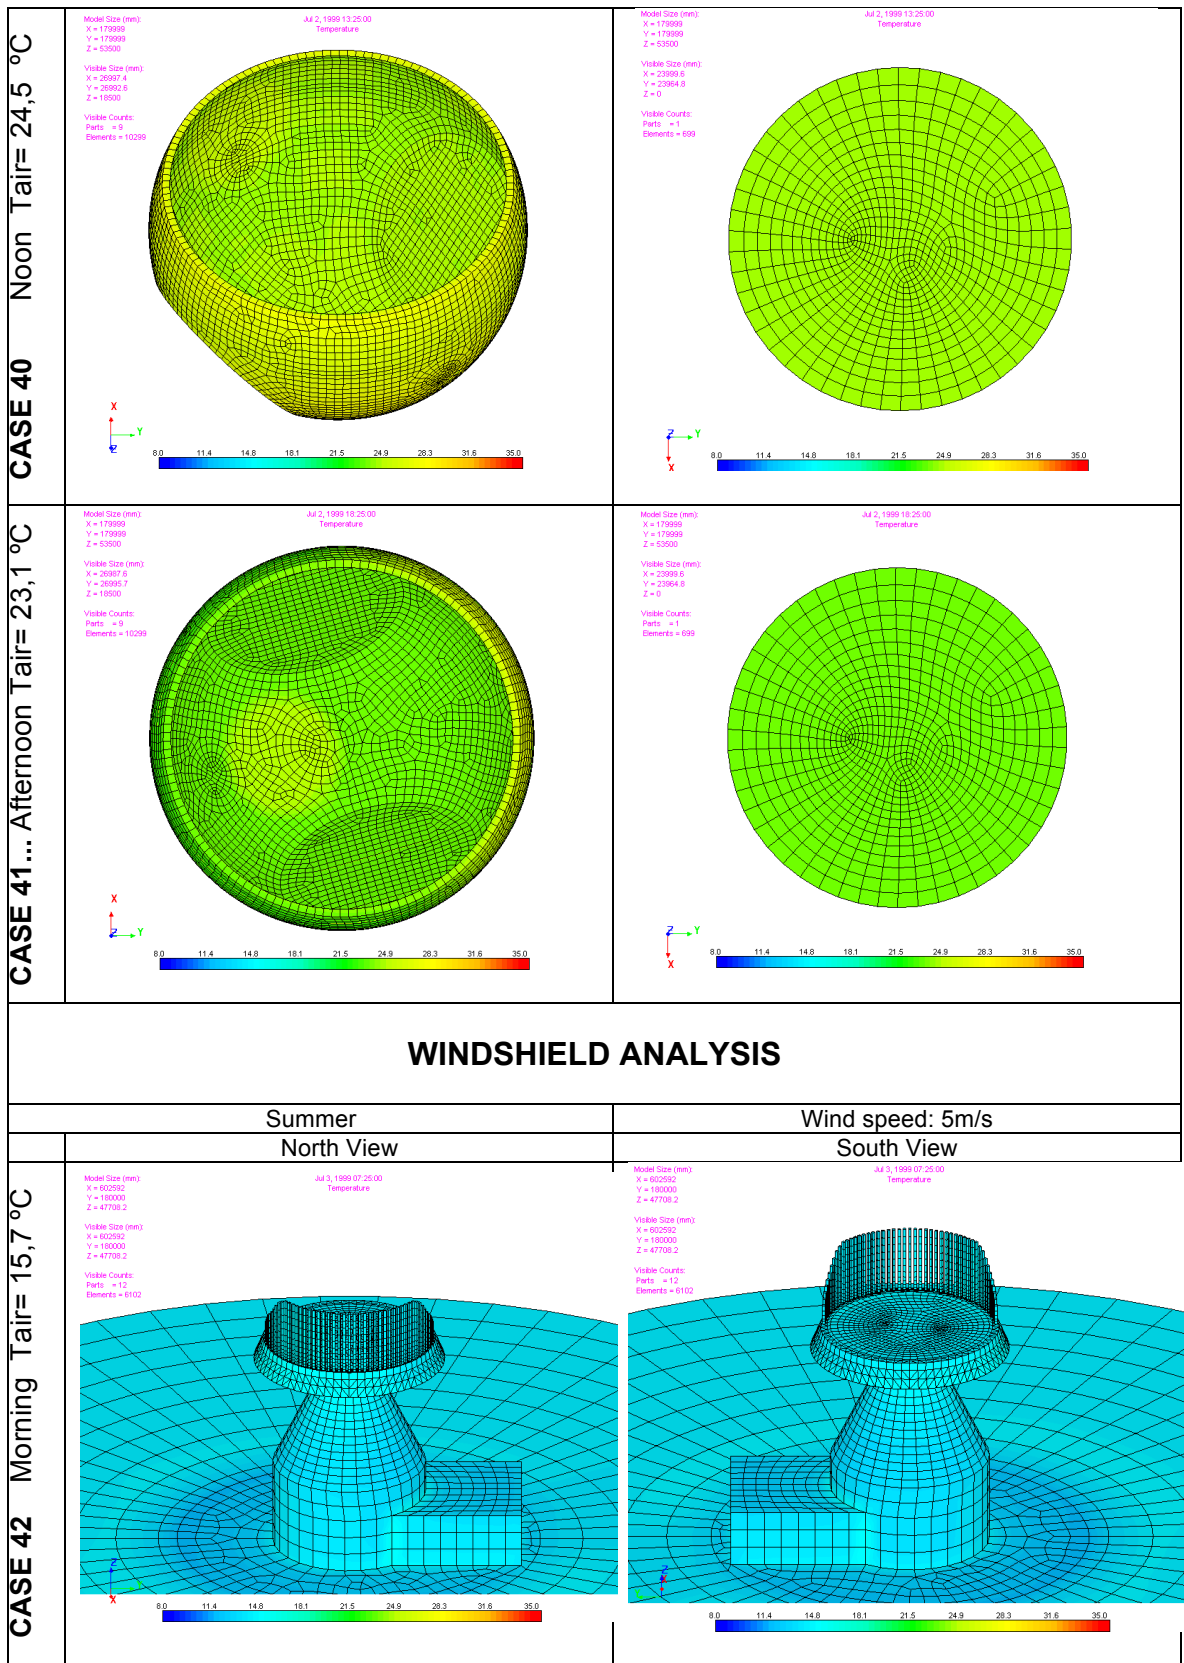 CASE 40 Noon Tair= 24,5 ºC
Model Size (mm):
X = 179999
Y = 179999
Z = 53500
Visible Size (mm):
X = 26997.4
Y = 26992.6
Z = 18500
Visible Counts:
Parts = 9
Elements = 10299
Jul 2, 1999 13:25:00
Temperature
X
Y
Z
8.0 11.4 14.8 18.1 21.5 24.9 28.3 31.6 35.0
Model Size (mm):
X = 179999
Y = 179999
Z = 53500
Visible Size (mm):
X = 23999.6
Y = 23964.8
Z = 0
Visible Counts:
Parts = 1
Elements = 699
Jul 2, 1999 13:25:00
Temperature
Z
Y
X
8.0 11.4 14.8 18.1 21.5 24.9 28.3 31.6 35.0
CASE 41... Afternoon Tair= 23,1 ºC
Model Size (mm):
X = 179999
Y = 179999
Z = 53500
Visible Size (mm):
X = 26987.6
Y = 26995.7
Z = 18500
Visible Counts:
Parts = 9
Elements = 10299
Jul 2, 1999 18:25:00
Temperature
X
Z
Y
8.0 11.4 14.8 18.1 21.5 24.9 28.3 31.6 35.0
Model Size (mm):
X = 179999
Y = 179999
Z = 53500
Visible Size (mm):
X = 23999.6
Y = 23964.8
Z = 0
Visible Counts:
Parts = 1
Elements = 699
Jul 2, 1999 18:25:00
Temperature
Z
Y
X
8.0 11.4 14.8 18.1 21.5 24.9 28.3 31.6 35.0
WINDSHIELD ANALYSIS
Summer
Wind speed: 5m/s
North View
South View
CASE 42 Morning Tair= 15,7 ºC
Model Size (mm):
X = 602592
Y = 180000
Z = 47708.2
Visible Size (mm):
X = 602592
Y = 180000
Z = 47708.2
Visible Counts:
Parts = 12
Elements = 6102
Jul 3, 1999 07:25:00
Temperature
Z
X
8.0 11.4 14.8 18.1 21.5 24.9 28.3 31.6 35.0
Model Size (mm):
X = 602592
Y = 180000
Z = 47708.2
Visible Size (mm):
X = 602592
Y = 180000
Z = 47708.2
Visible Counts:
Parts = 12
Elements = 6102
Jul 3, 1999 07:25:00
Temperature
Z
8.0 11.4 14.8 18.1 21.5 24.9 28.3 31.6 35.0